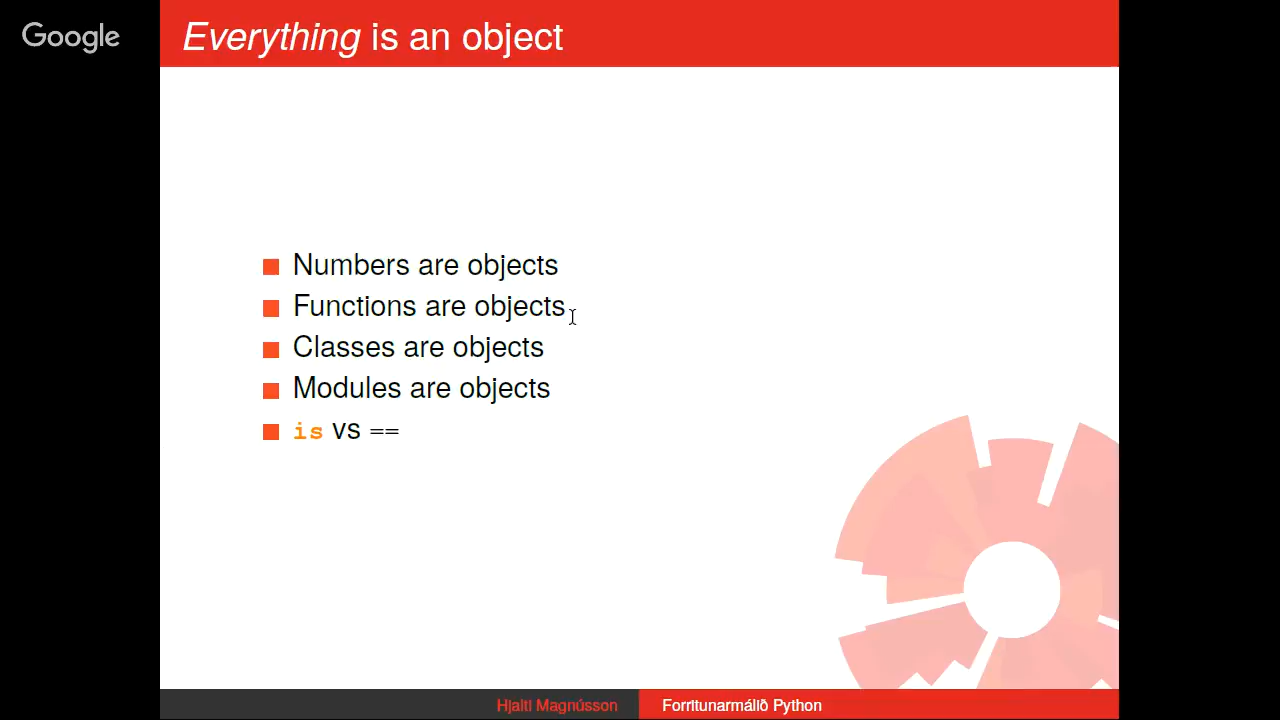 Google
Everything is an object
Numbers are objects
Functions are objects
Classes are objects
Modules are objects
is vs ==
Hjalti Magnússon
Forritunarmálið Python